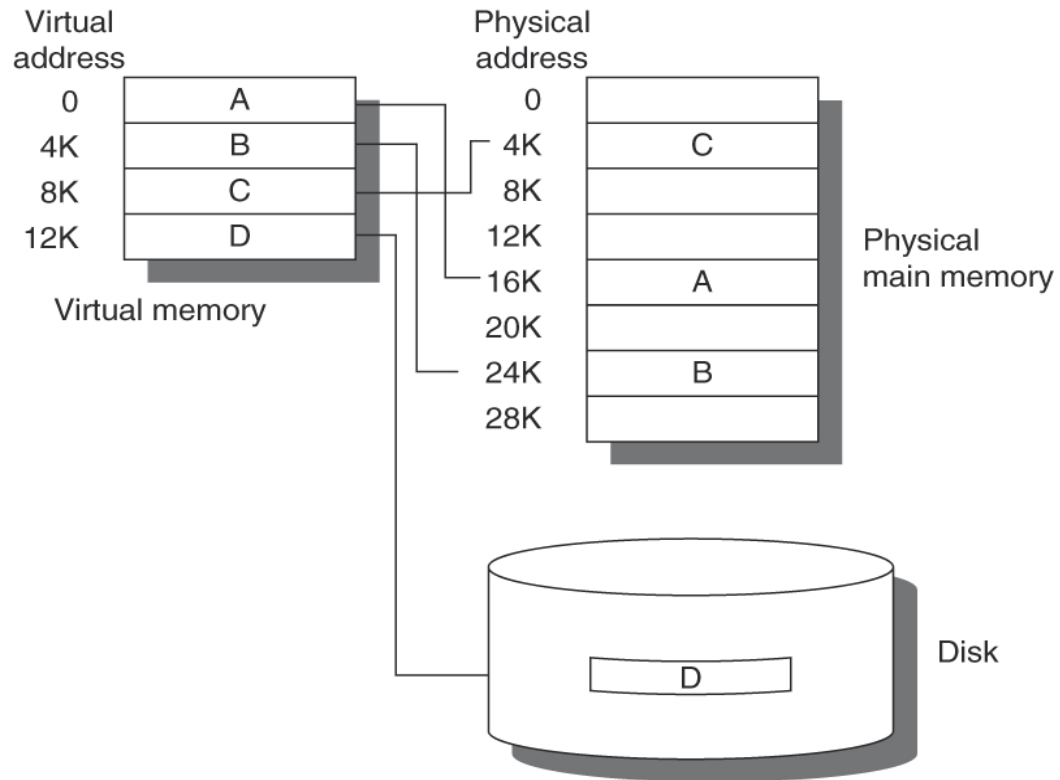 Virtual
address
0
4K
8K
12K
A
B
C
D
Virtual memory
Physical
address
0
4K
8K
12K
16K
20K
24K
28K
C
A
B
Physical
main memory
D
Disk